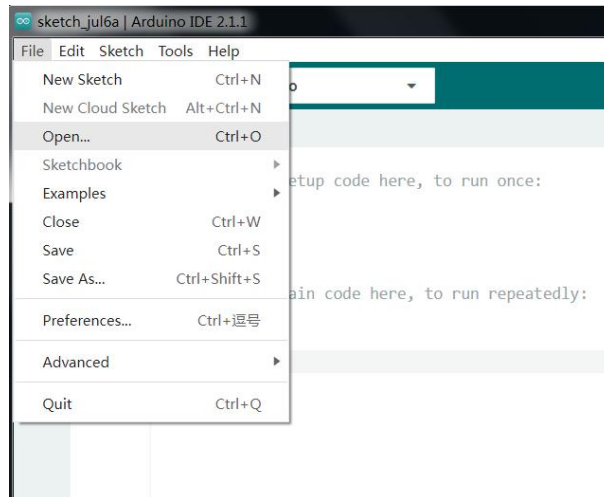 sketch_jul6a | Arduino IDE 2.1.1
File Edit Sketch Tools Help
New Sketch Ctrl+N
New Cloud Sketch Alt+Ctrl+N
Open... Ctrl+O
Sketchbook
etup code here, to run once:
Examples
Close Ctrl+W
Save Ctrl+S
Save As... Ctrl+Shift+S
ain code here, to run repeatedly:
Preferences... Ctrl+逗号
Advanced
Quit Ctrl+Q